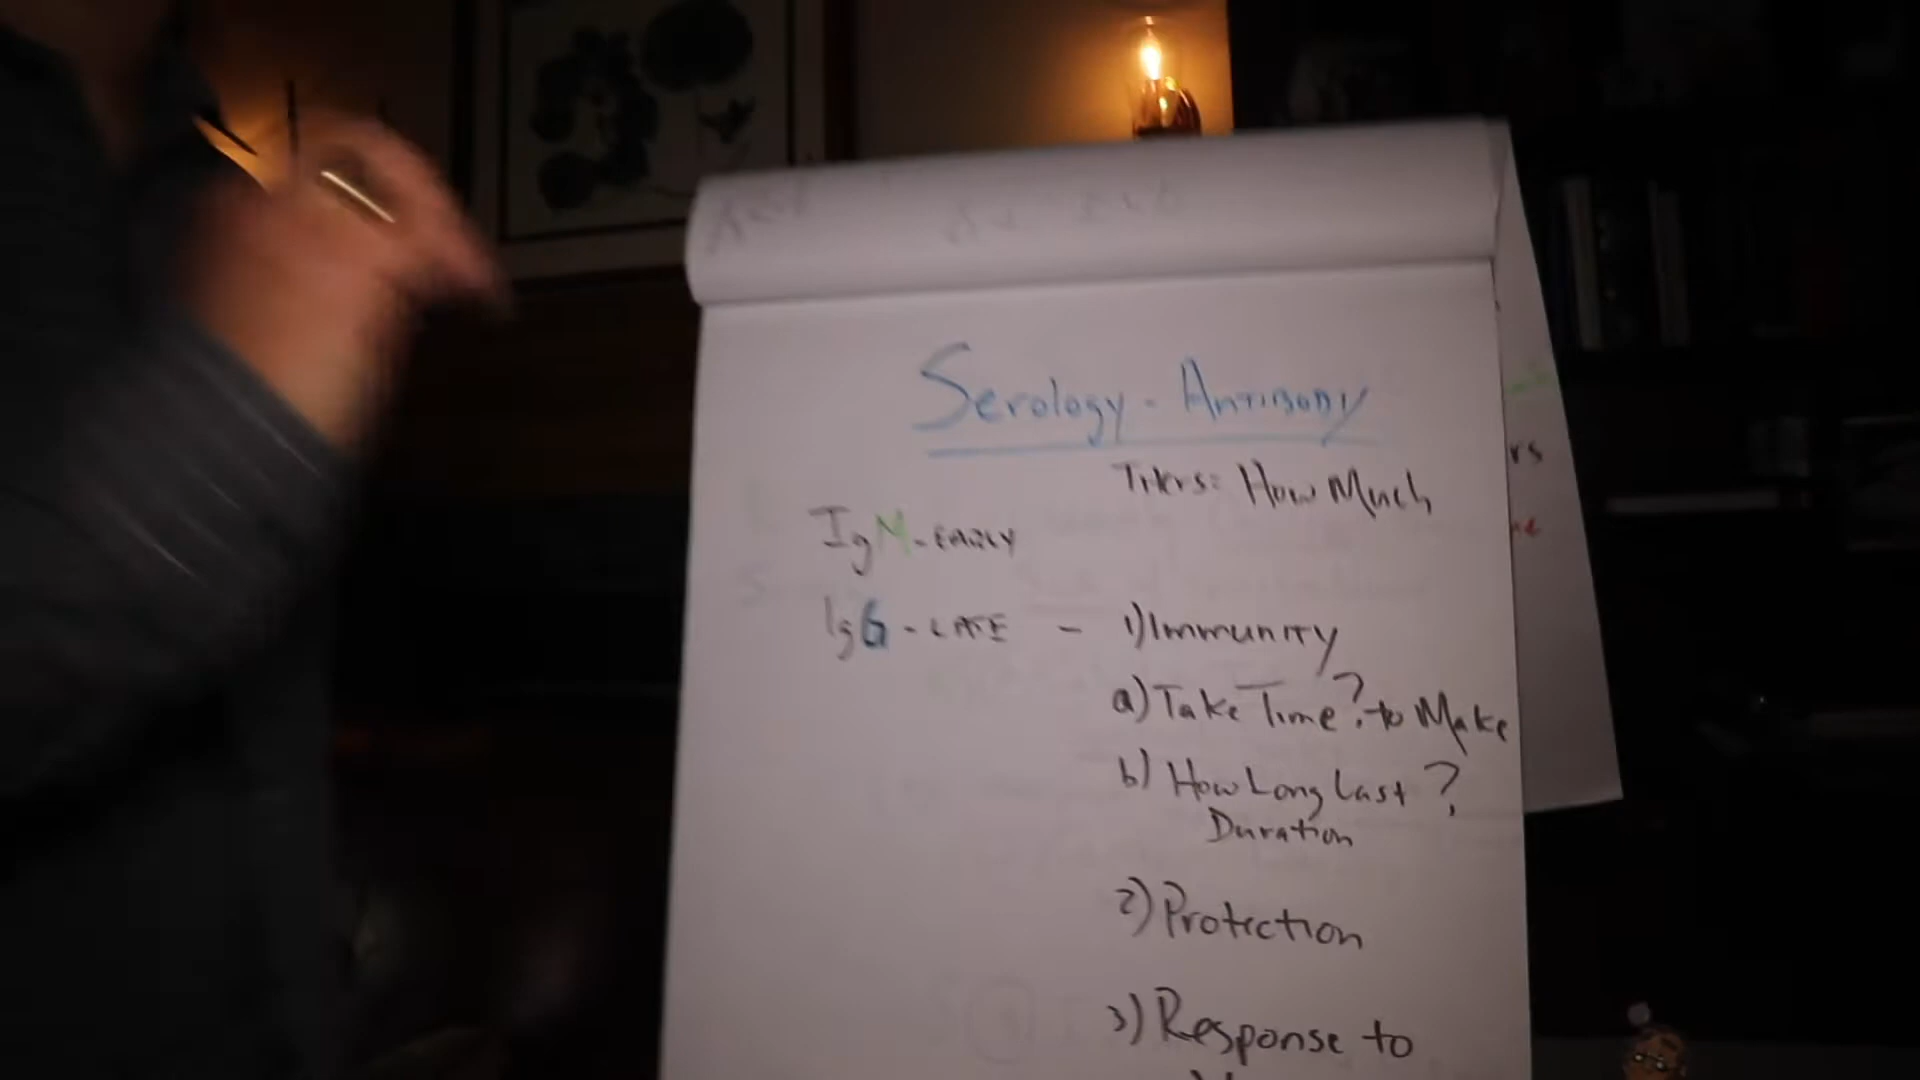 Serology - Antibody
Titers: How Much
IgM - EARLY
IgG - LATE - 1) Immunity
a) Take Time? to Make
b) How Long Last?
Duration
2) Protection
3) Response to
rs